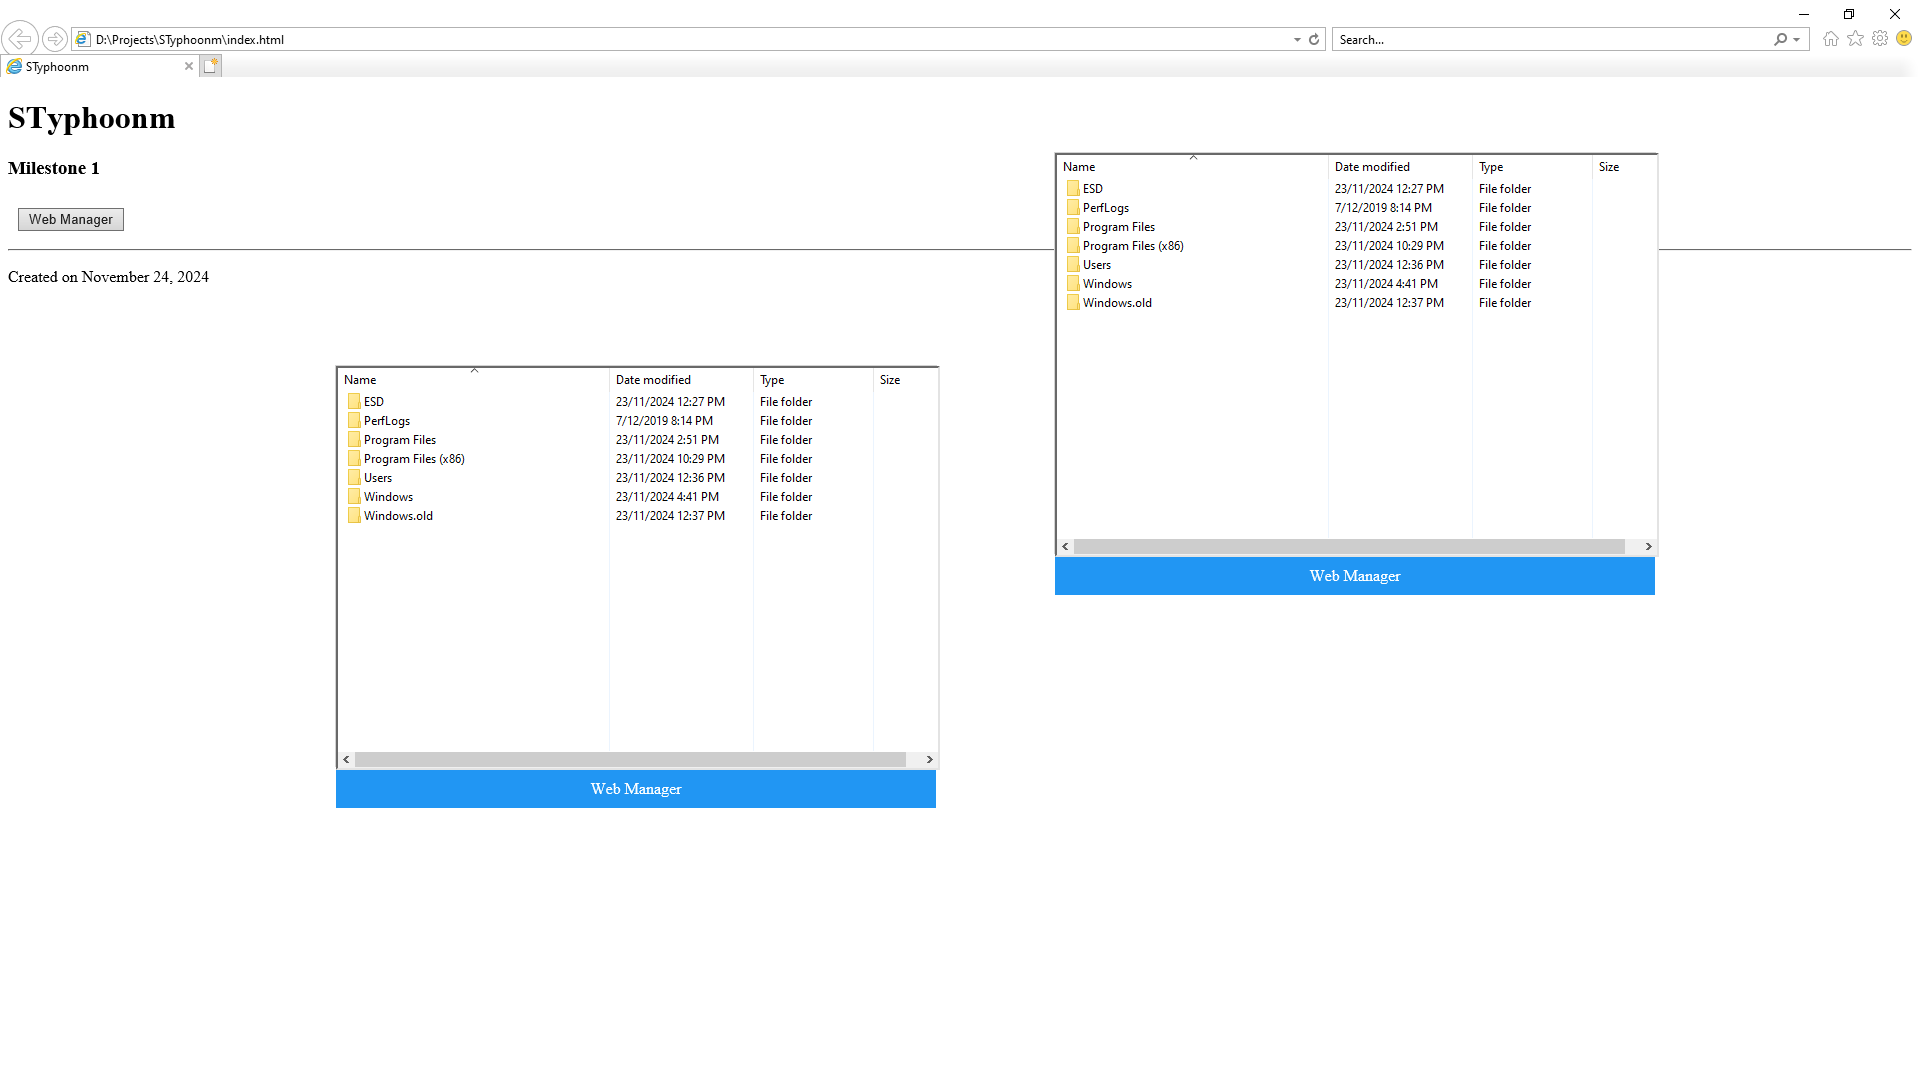 D:\Projects\STyphoonm\index.html
Search...
STyphoonm
STyphoonm
Milestone 1
Web Manager
Created on November 24, 2024
Name Date modified Type Size
ESD 23/11/2024 12:27 PM File folder
PerfLogs 7/12/2019 8:14 PM File folder
Program Files 23/11/2024 2:51 PM File folder
Program Files (x86) 23/11/2024 10:29 PM File folder
Users 23/11/2024 12:36 PM File folder
Windows 23/11/2024 4:41 PM File folder
Windows.old 23/11/2024 12:37 PM File folder
Web Manager
Name Date modified Type Size
ESD 23/11/2024 12:27 PM File folder
PerfLogs 7/12/2019 8:14 PM File folder
Program Files 23/11/2024 2:51 PM File folder
Program Files (x86) 23/11/2024 10:29 PM File folder
Users 23/11/2024 12:36 PM File folder
Windows 23/11/2024 4:41 PM File folder
Windows.old 23/11/2024 12:37 PM File folder
Web Manager